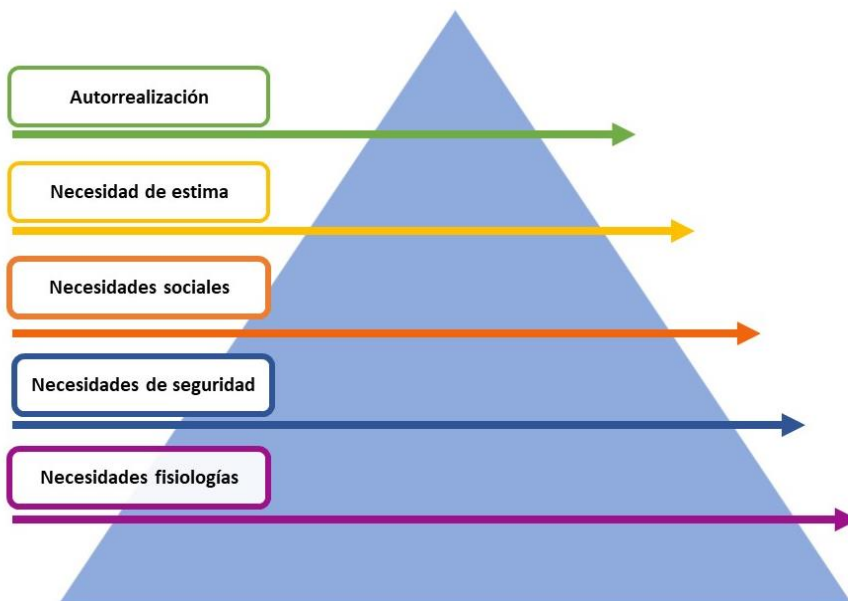 Autorrealización
Necesidad de estima
Necesidades sociales
Necesidades de seguridad
Necesidades fisiologías